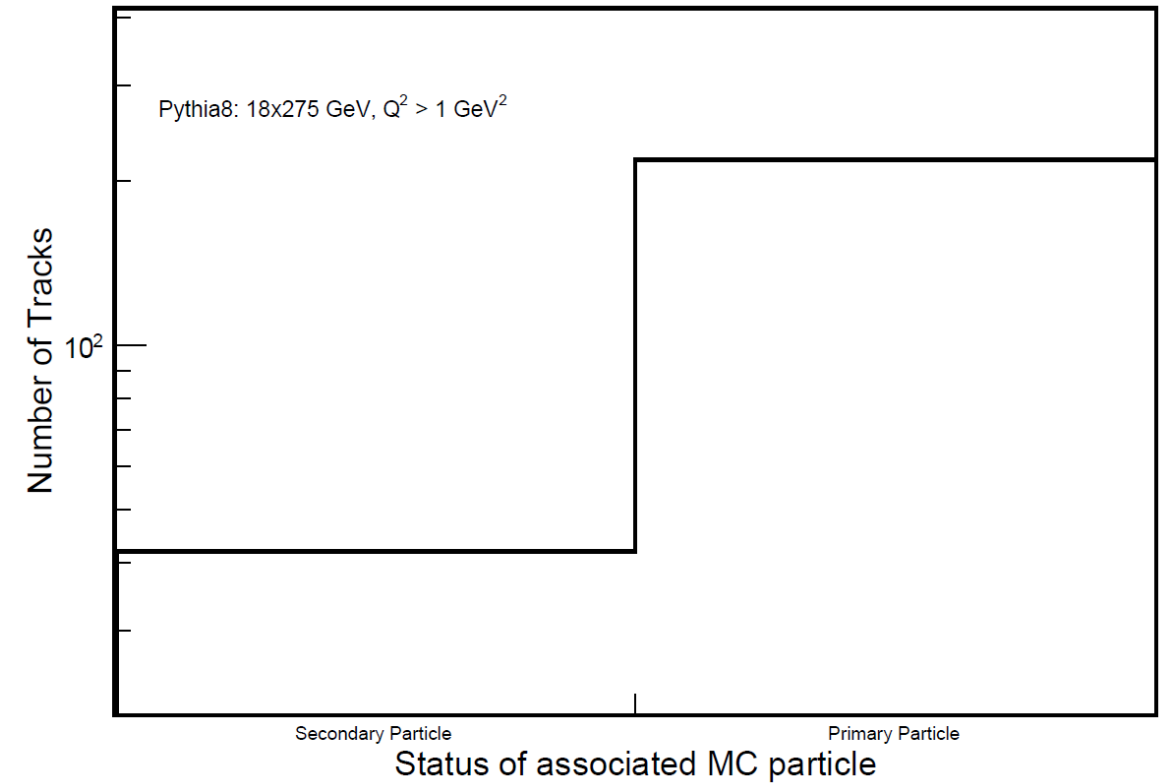 Pythia8: 18x275 GeV, Q² > 1 GeV²
Number of Tracks
10²
Secondary Particle
Primary Particle
Status of associated MC particle